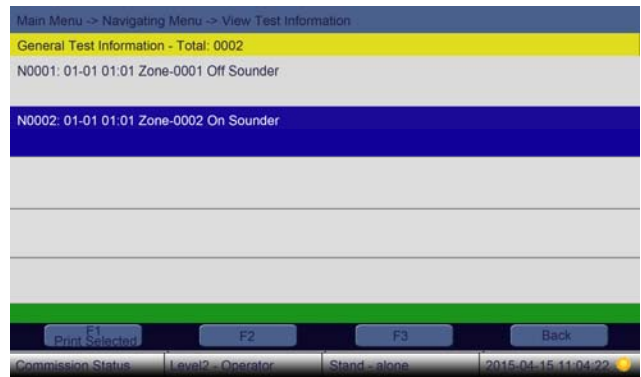 Main Menu -> Navigating Menu -> View Test Information
General Test Information - Total: 0002
N0001: 01-01 01:01 Zone-0001 Off Sounder
N0002: 01-01 01:01 Zone-0002 On Sounder
F1
Print Selected
F2
F3
Back
Commission Status
Level2 - Operator
Stand - alone
2015-04-15 11:04:22